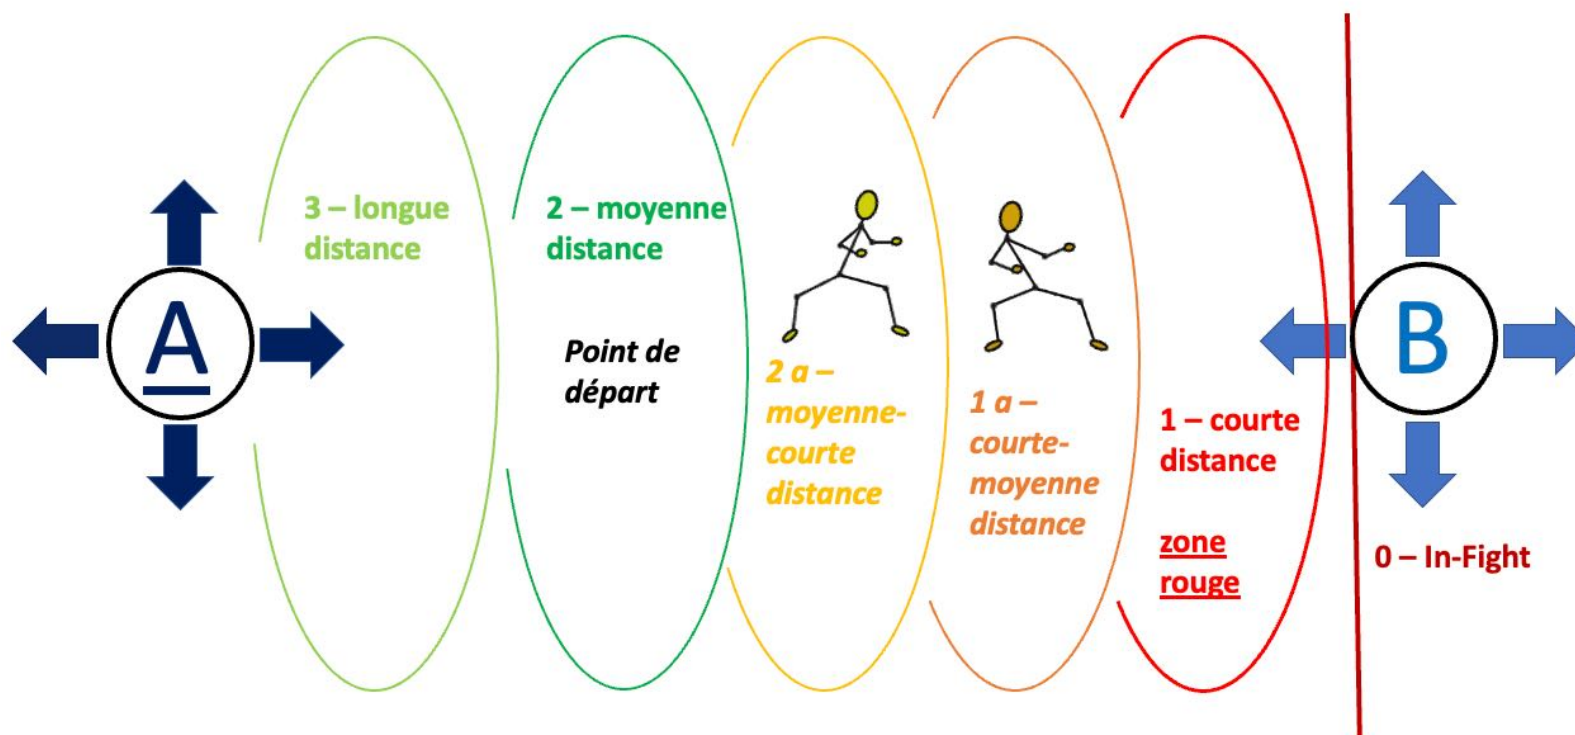 A
3 – longue
distance
2 – moyenne
distance
Point de
départ
2 a –
moyenne-
courte
distance
1 a –
courte-
moyenne
distance
1 – courte
distance
zone
rouge
B
0 – In-Fight